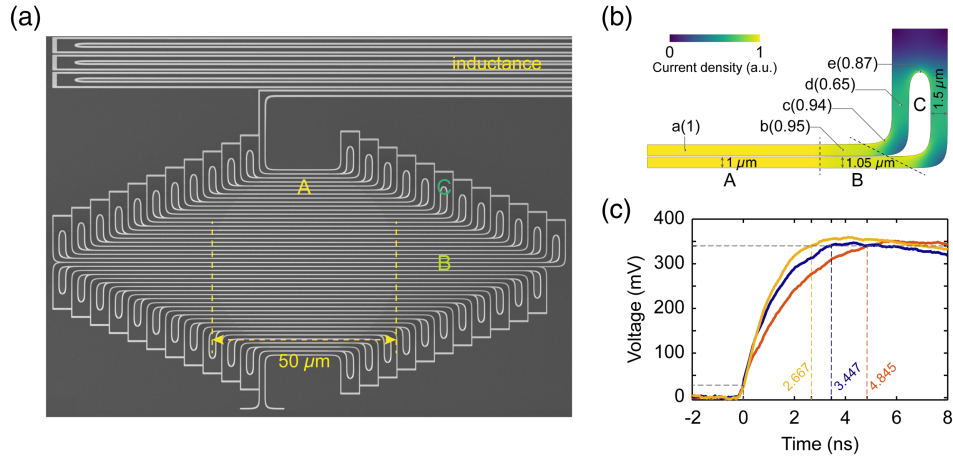 (a)
inductance
A
C
B
50 μm
(b)
0
1
Current density (a.u.)
e(0.87)
d(0.65)
c(0.94)
C
1.5 μm
a(1)
b(0.95)
1 μm
1.05 μm
A
B
(c)
400
300
200
100
0
Voltage (mV)
2.667
3.447
4.845
-2
0
2
4
6
8
Time (ns)